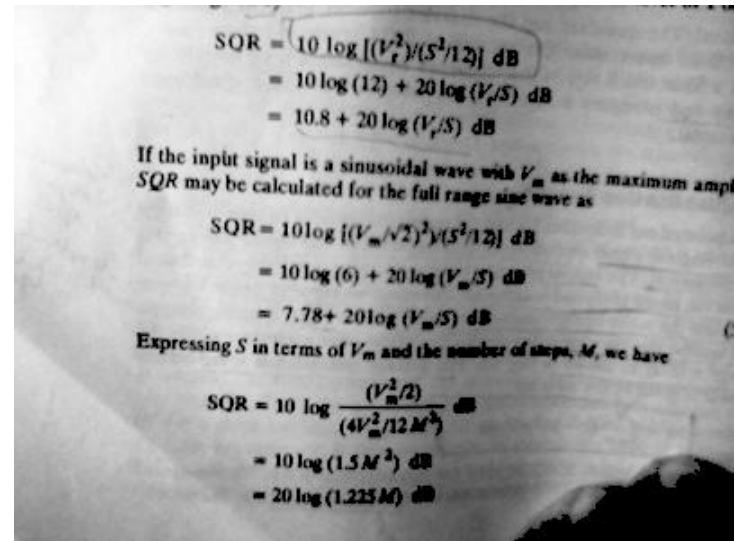 SQR = 10 log [(V_r^2)/(S^2/12)] dB
= 10 log (12) + 20 log (V_r/S) dB
= 10.8 + 20 log (V_r/S) dB
If the input signal is a sinusoidal wave with V_m as the maximum ampl
SQR may be calculated for the full range sine wave as
SQR = 10log [(V_m/√2)^2/(S^2/12)] dB
= 10 log (6) + 20 log (V_m/S) dB
= 7.78+ 20log (V_m/S) dB
Expressing S in terms of V_m and the number of steps, M, we have
SQR = 10 log (V_m^2/2) / (4V_m^2/12 M^2) dB
= 10 log (1.5 M^2) dB
= 20 log (1.225 M) dB